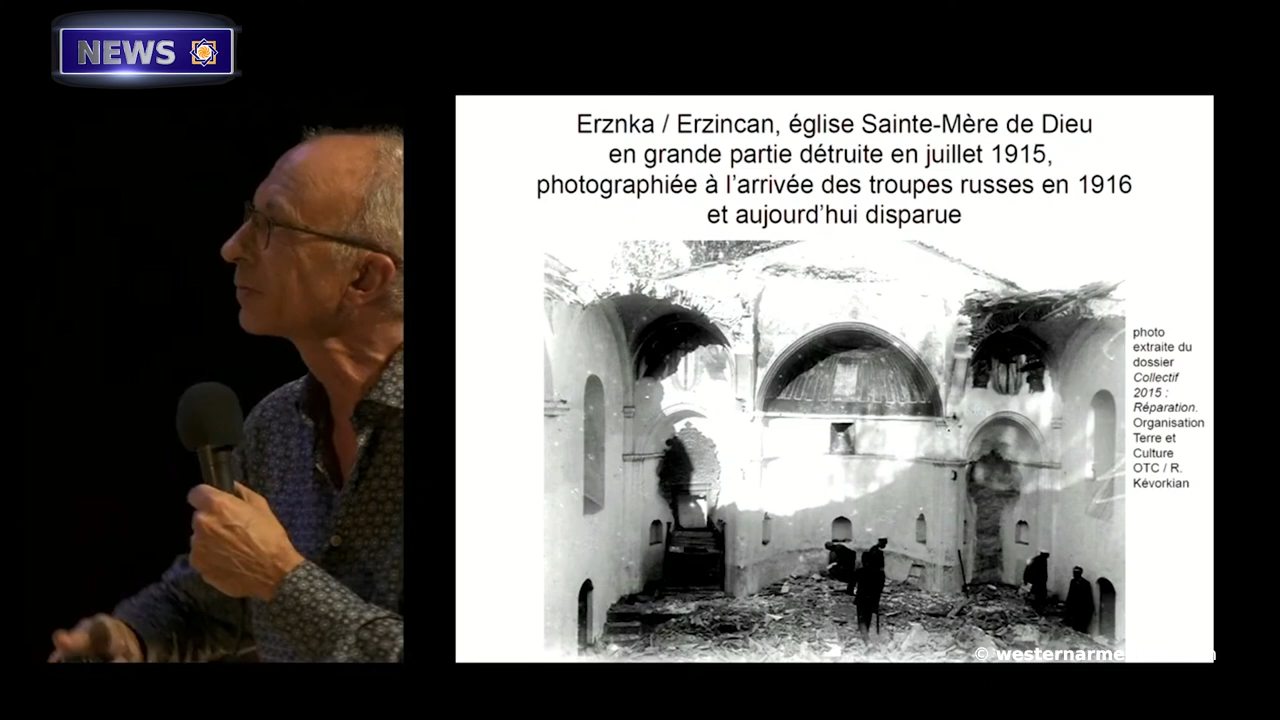 NEWS
Erznka / Erzincan, église Sainte-Mère de Dieu
en grande partie détruite en juillet 1915,
photographiée à l’arrivée des troupes russes en 1916
et aujourd’hui disparue
photo
extraite du
dossier
Collectif
2015 :
Réparation.
Organisation
Terre et
Culture
OTC / R.
Kévorkian
© westernarme